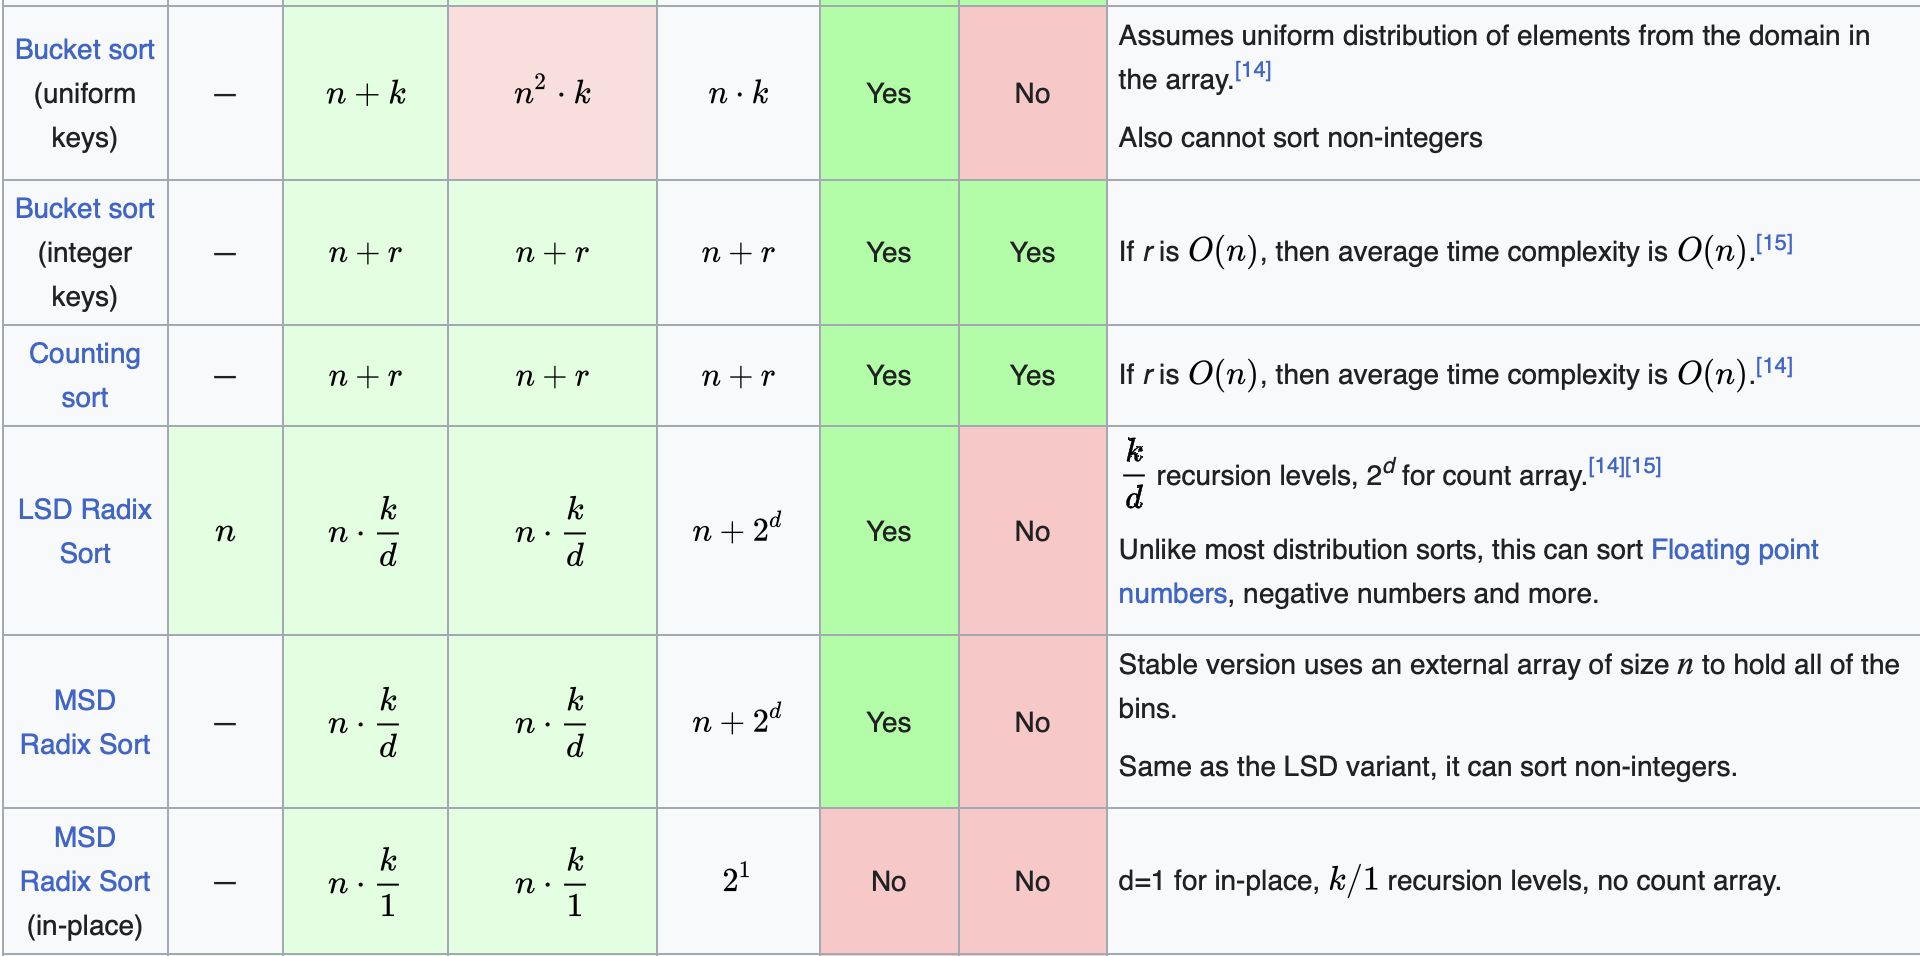 Bucket sort
(uniform
keys)
–
n + k
n² · k
n · k
Yes
No
Assumes uniform distribution of elements from the domain in
the array.[14]
Also cannot sort non-integers
Bucket sort
(integer
keys)
–
n + r
n + r
n + r
Yes
Yes
If r is O(n), then average time complexity is O(n).[15]
Counting
sort
–
n + r
n + r
n + r
Yes
Yes
If r is O(n), then average time complexity is O(n).[14]
LSD Radix
Sort
n
n · k/d
n · k/d
n + 2^d
Yes
No
k/d recursion levels, 2^d for count array.[14][15]
Unlike most distribution sorts, this can sort Floating point
numbers, negative numbers and more.
MSD
Radix Sort
–
n · k/d
n · k/d
n + 2^d
Yes
No
Stable version uses an external array of size n to hold all of the
bins.
Same as the LSD variant, it can sort non-integers.
MSD
Radix Sort
(in-place)
–
n · k/1
n · k/1
2¹
No
No
d=1 for in-place, k/1 recursion levels, no count array.